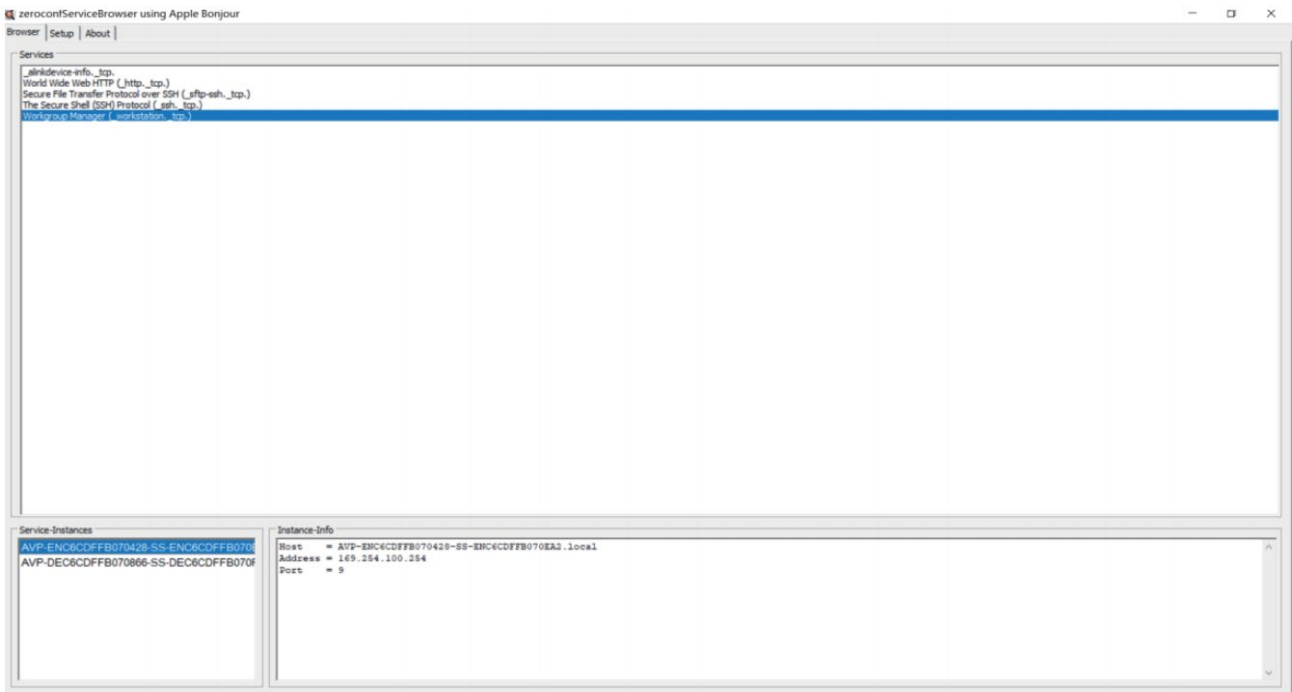 zeroconfServiceBrowser using Apple Bonjour
Browser Setup About
Services
_alinkdevice-info._tcp.
World Wide Web HTTP (_http._tcp.)
Secure File Transfer Protocol over SSH (_sftp-ssh._tcp.)
The Secure Shell (SSH) Protocol (_ssh._tcp.)
Workgroup Manager (_workstation._tcp.)
Service-Instances
AVP-ENC6CDFFB070428-SS-ENC6CDFFB070E
AVP-DEC6CDFFB070866-SS-DEC6CDFFB070F
Instance-Info
Host = AVP-ENC6CDFFB070428-SS-ENC6CDFFB070EA2.local
Address = 169.254.100.254
Port = 9